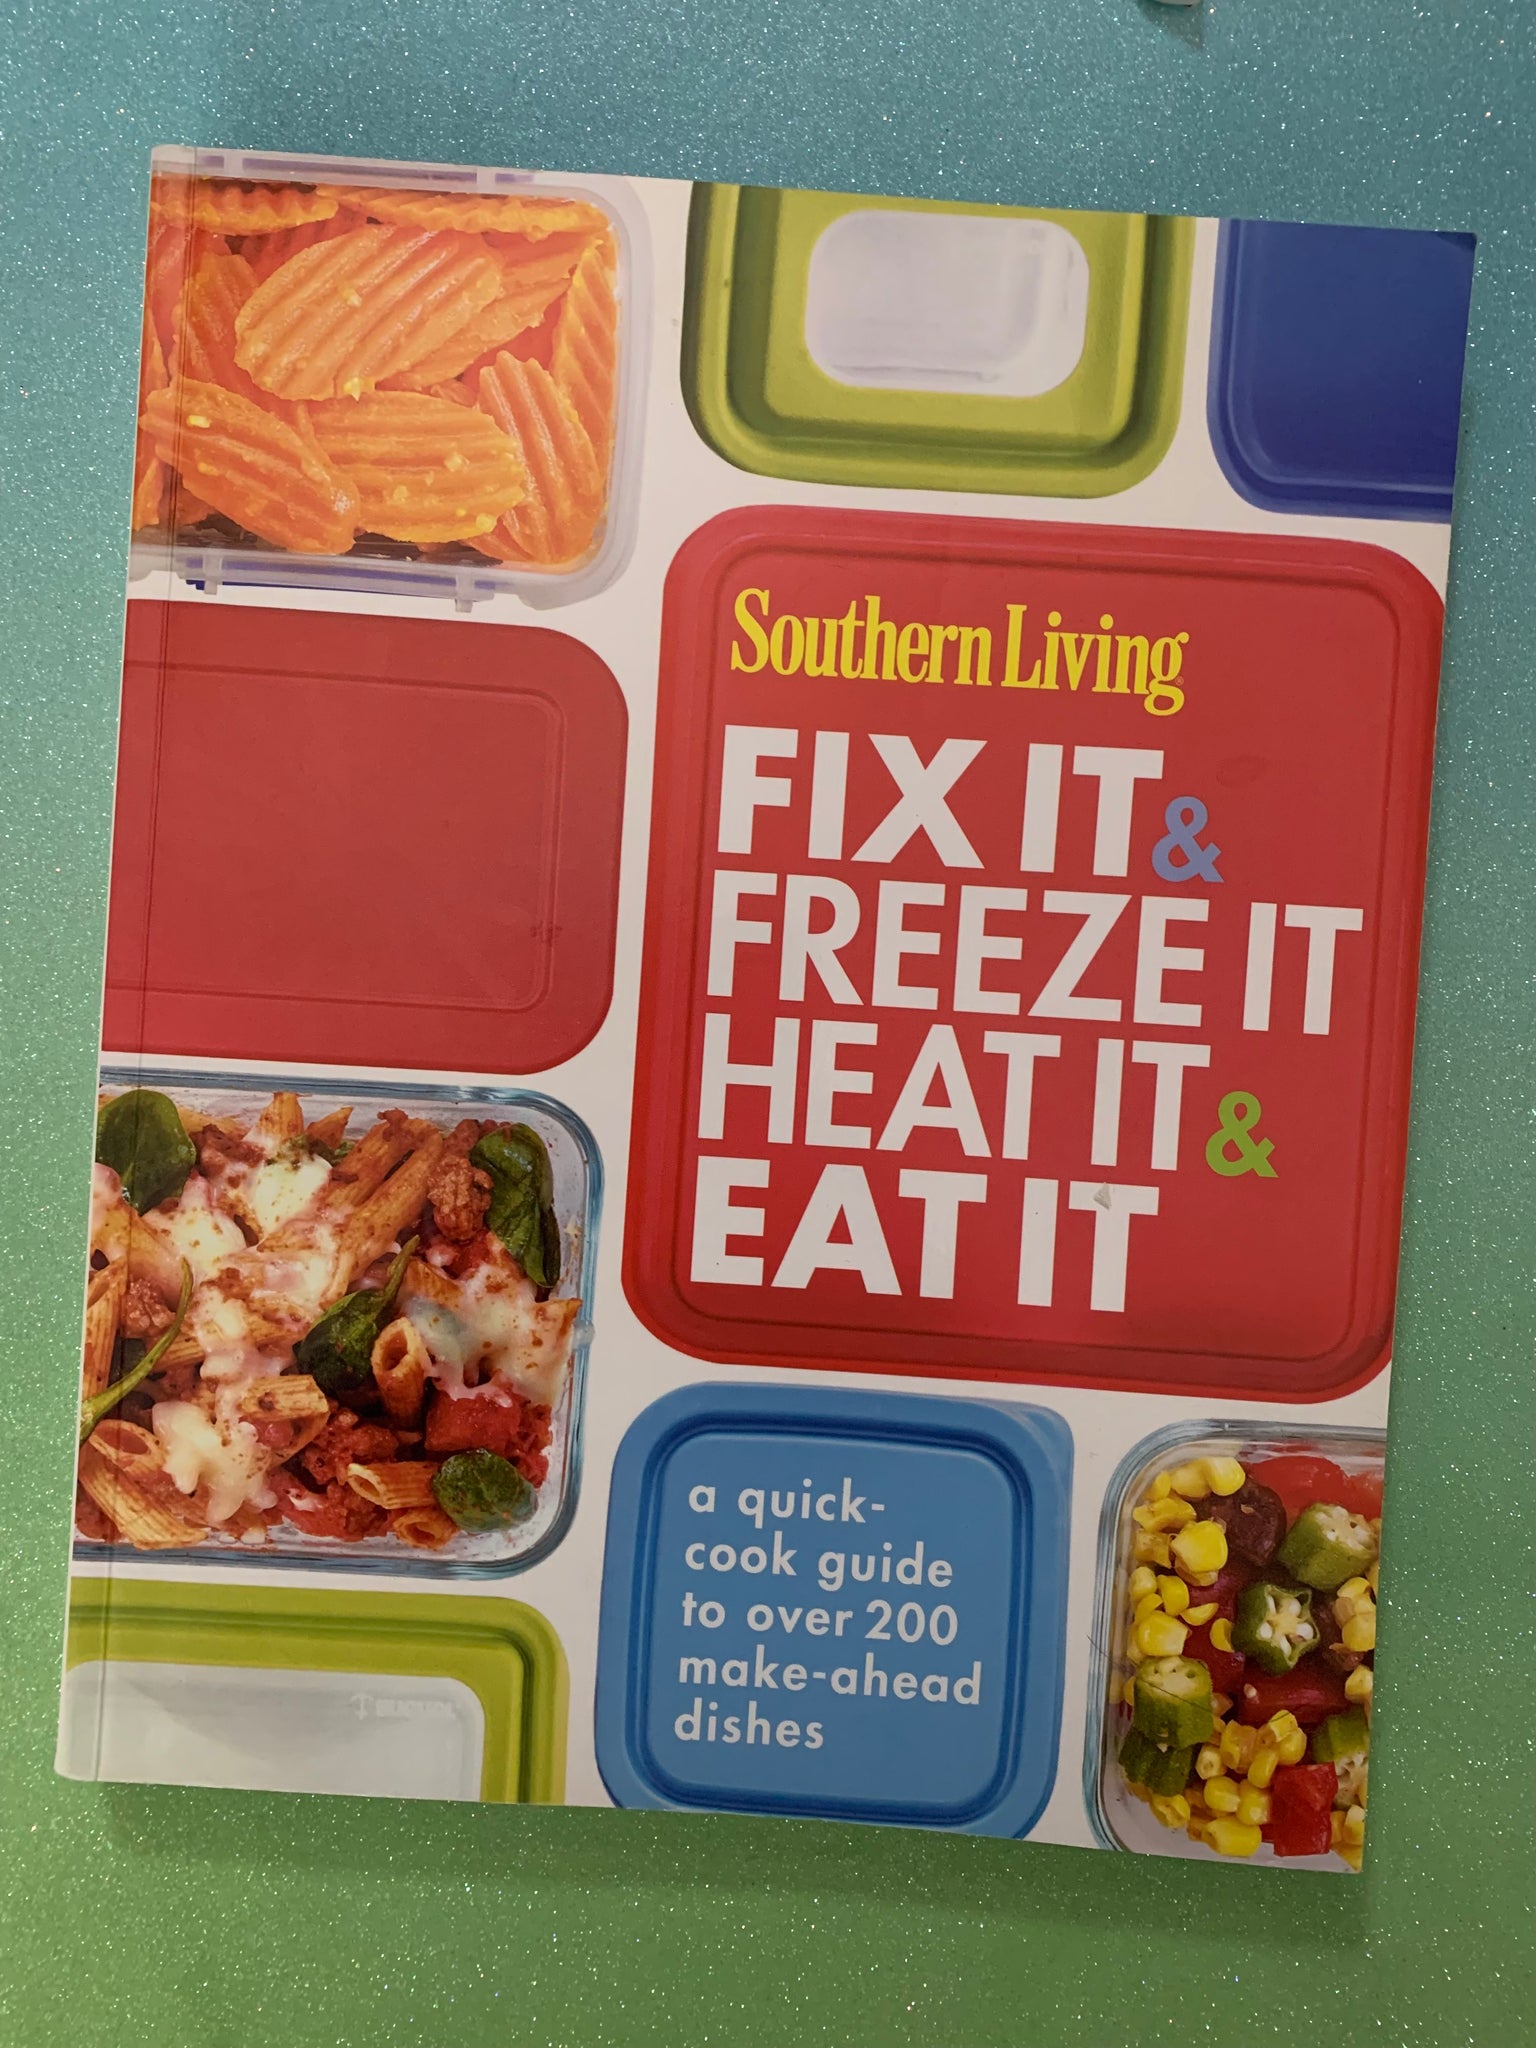 Southern Living
FIX IT &
FREEZE IT
HEAT IT &
EAT IT
a quick-
cook guide
to over 200
make-ahead
dishes